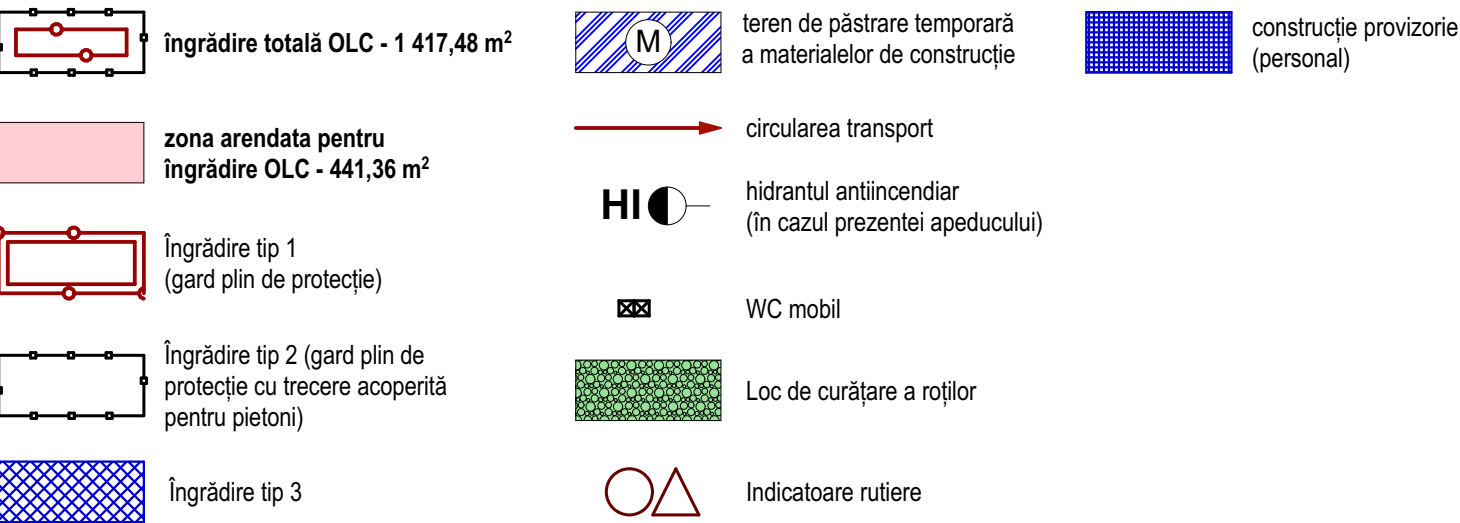 îngrădire totală OLC - 1 417,48 m²
zona arendata pentru
îngrădire OLC - 441,36 m²
Îngrădire tip 1
(gard plin de protecție)
Îngrădire tip 2 (gard plin de
protecție cu trecere acoperită
pentru pietoni)
Îngrădire tip 3
M
teren de păstrare temporară
a materialelor de construcție
circularea transport
HI
hidrantul antiincendiar
(în cazul prezentei apeducului)
WC mobil
Loc de curățare a roților
Indicatoare rutiere
construcție provizorie
(personal)